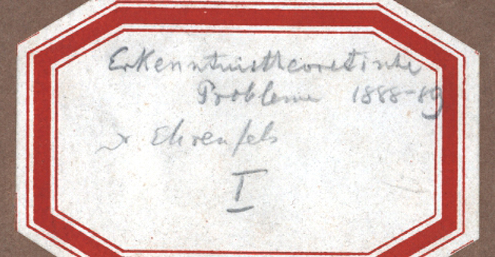 Erkenntnistheoretische
Probleme 1888-89
v Ehrenfels
I